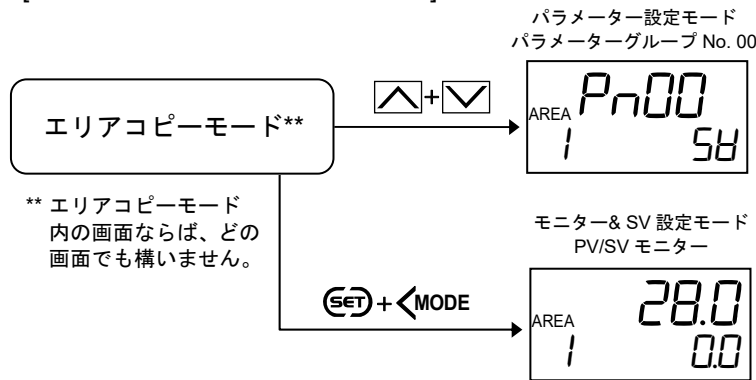 パラメーター設定モード
パラメーターグループ No. 00
エリアコピーモード**
+
AREA
Pn00
1
SV
** エリアコピーモード
内の画面ならば、どの
画面でも構いません。
モニター& SV 設定モード
PV/SV モニター
SET + MODE
AREA
28.0
1
0.0